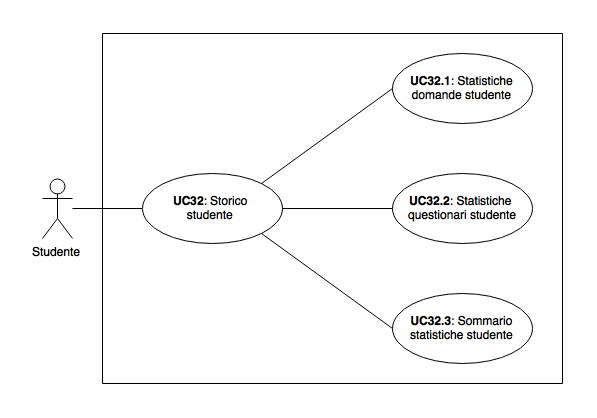 UC32.1: Statistiche
domande studente
UC32: Storico
studente
UC32.2: Statistiche
questionari studente
Studente
UC32.3: Sommario
statistiche studente